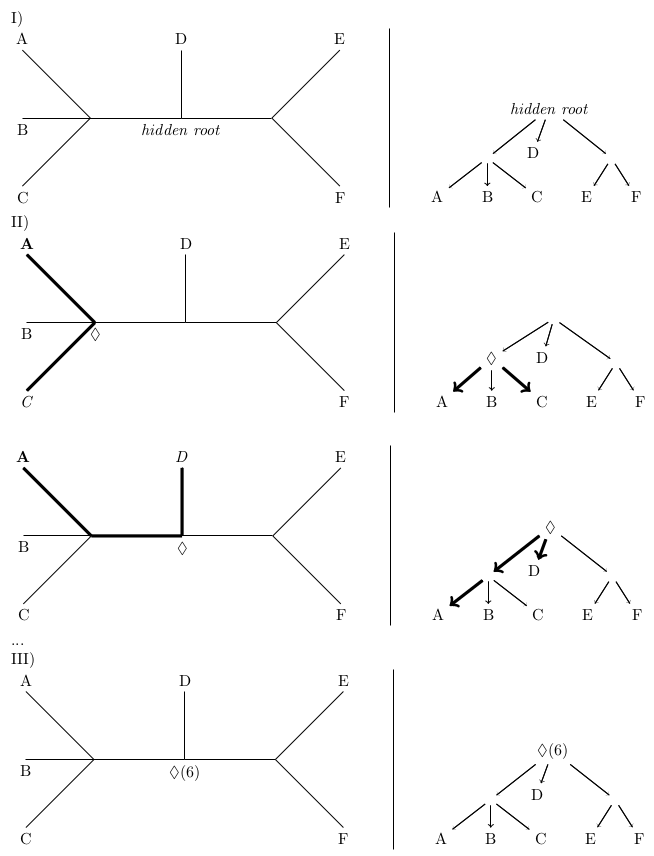 I)
A D E
hidden root
B
C F
hidden root
D
A B C E F
II)
A D E
B ◊
C F
◊ D
A B C E F
A D E
B ◊
C F
◊
D
A B C E F
...
III)
A D E
B ◊(6)
C F
◊(6)
D
A B C E F